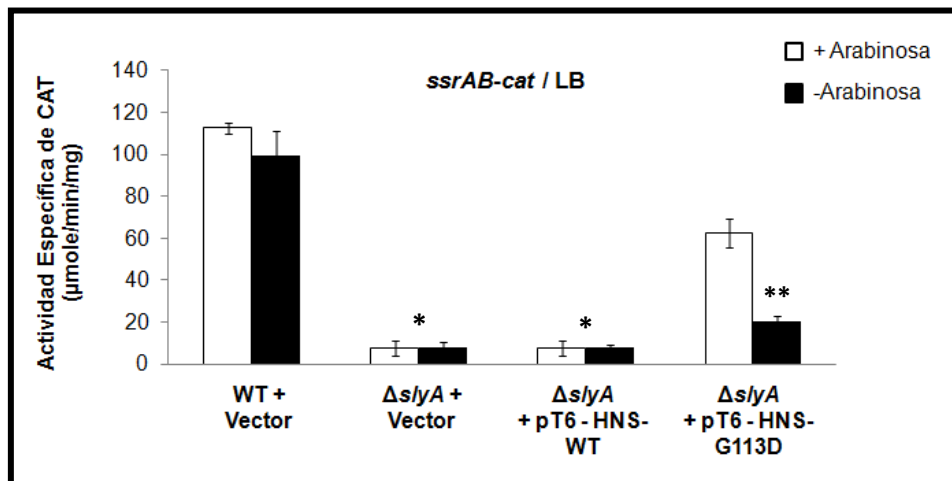 + Arabinosa
-Arabinosa
ssrAB-cat / LB
Actividad Específica de CAT
(µmole/min/mg)
140
120
100
80
60
40
20
0
*
*
**
WT +
Vector
ΔslyA +
Vector
ΔslyA
+ pT6 - HNS-
WT
ΔslyA
+ pT6 - HNS-
G113D